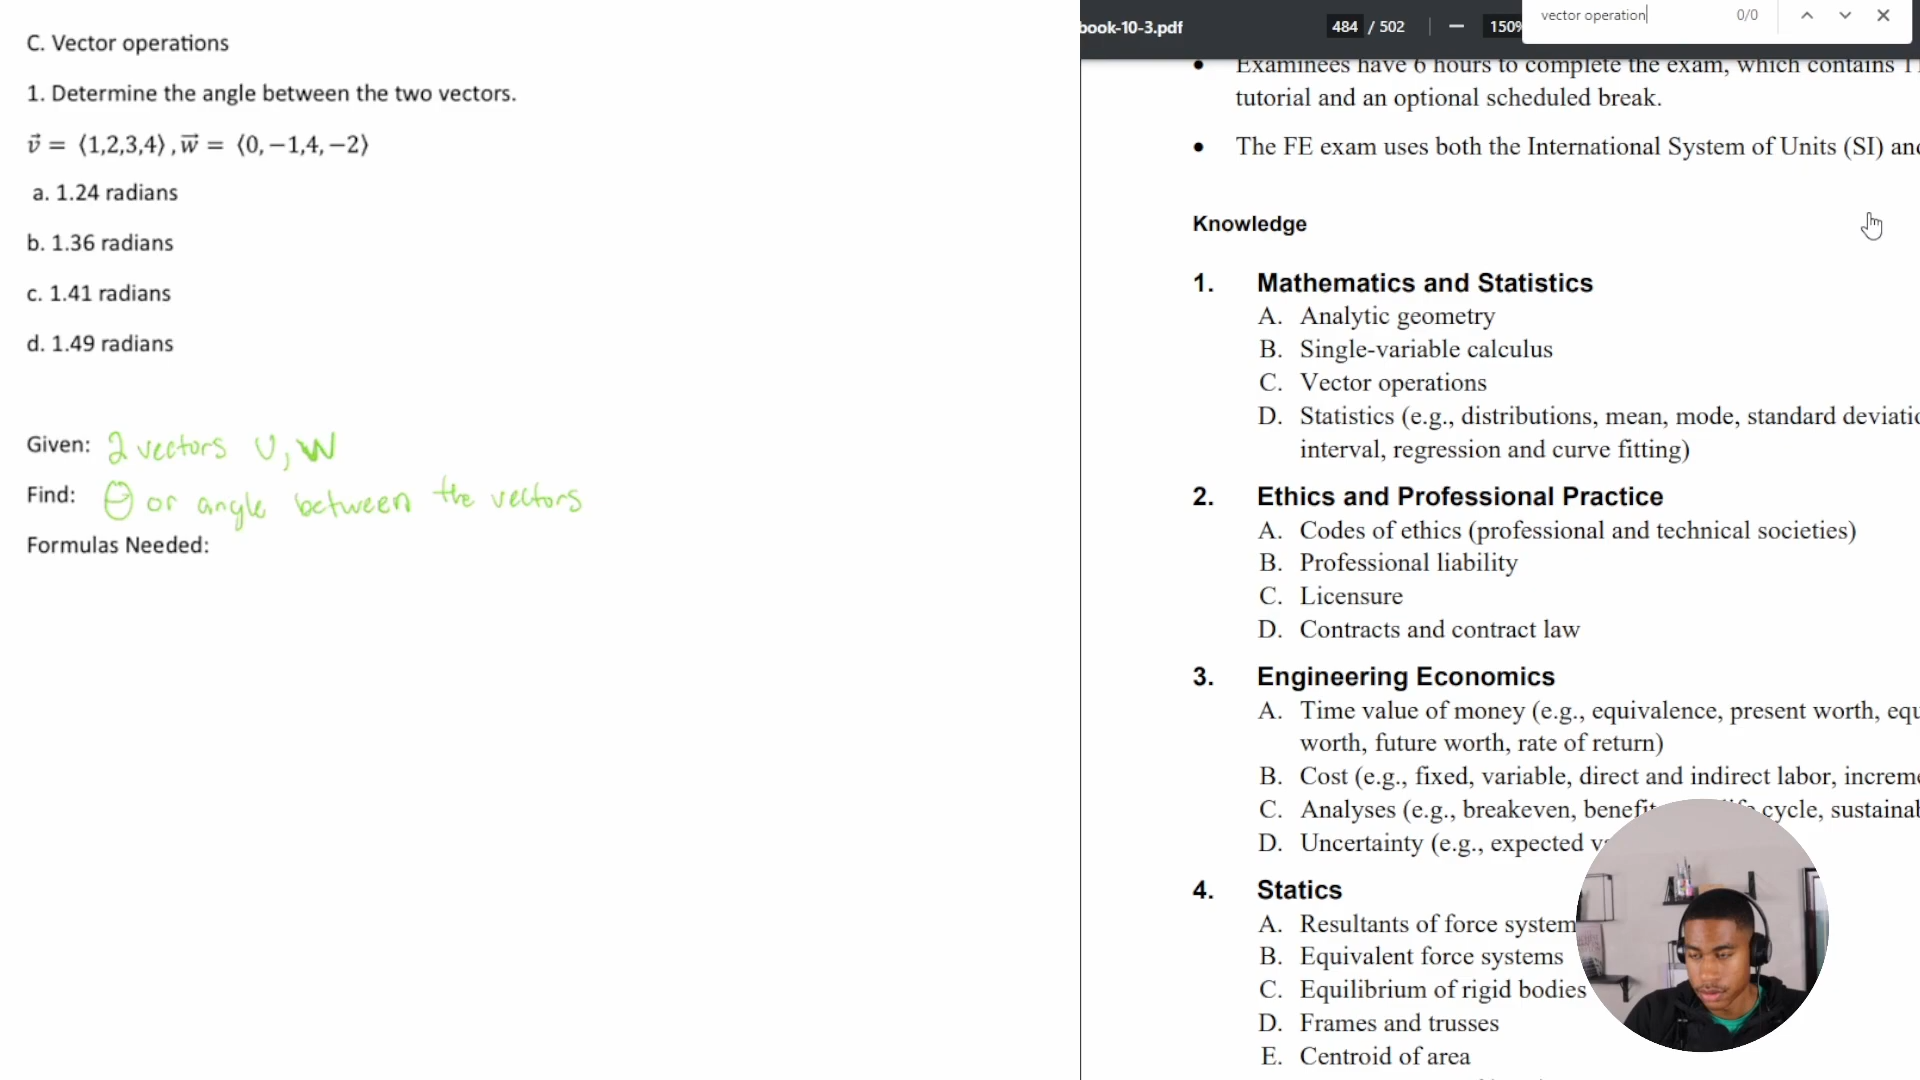 C. Vector operations
1. Determine the angle between the two vectors.
v⃗ = ⟨1,2,3,4⟩ , w⃗ = ⟨0, −1,4, −2⟩
a. 1.24 radians
b. 1.36 radians
c. 1.41 radians
d. 1.49 radians
Given: 2 vectors v, w
Find: θ or angle between the vectors
Formulas Needed:
book-10-3.pdf
484 / 502
150%
vector operation
0/0
• Examinees have 6 hours to complete the exam, which contains 11
tutorial and an optional scheduled break.
• The FE exam uses both the International System of Units (SI) and
Knowledge
1. Mathematics and Statistics
A. Analytic geometry
B. Single-variable calculus
C. Vector operations
D. Statistics (e.g., distributions, mean, mode, standard deviatio
interval, regression and curve fitting)
2. Ethics and Professional Practice
A. Codes of ethics (professional and technical societies)
B. Professional liability
C. Licensure
D. Contracts and contract law
3. Engineering Economics
A. Time value of money (e.g., equivalence, present worth, equ
worth, future worth, rate of return)
B. Cost (e.g., fixed, variable, direct and indirect labor, increme
C. Analyses (e.g., breakeven, benefit cycle, sustainab
D. Uncertainty (e.g., expected v
4. Statics
A. Resultants of force system
B. Equivalent force systems
C. Equilibrium of rigid bodies
D. Frames and trusses
E. Centroid of area